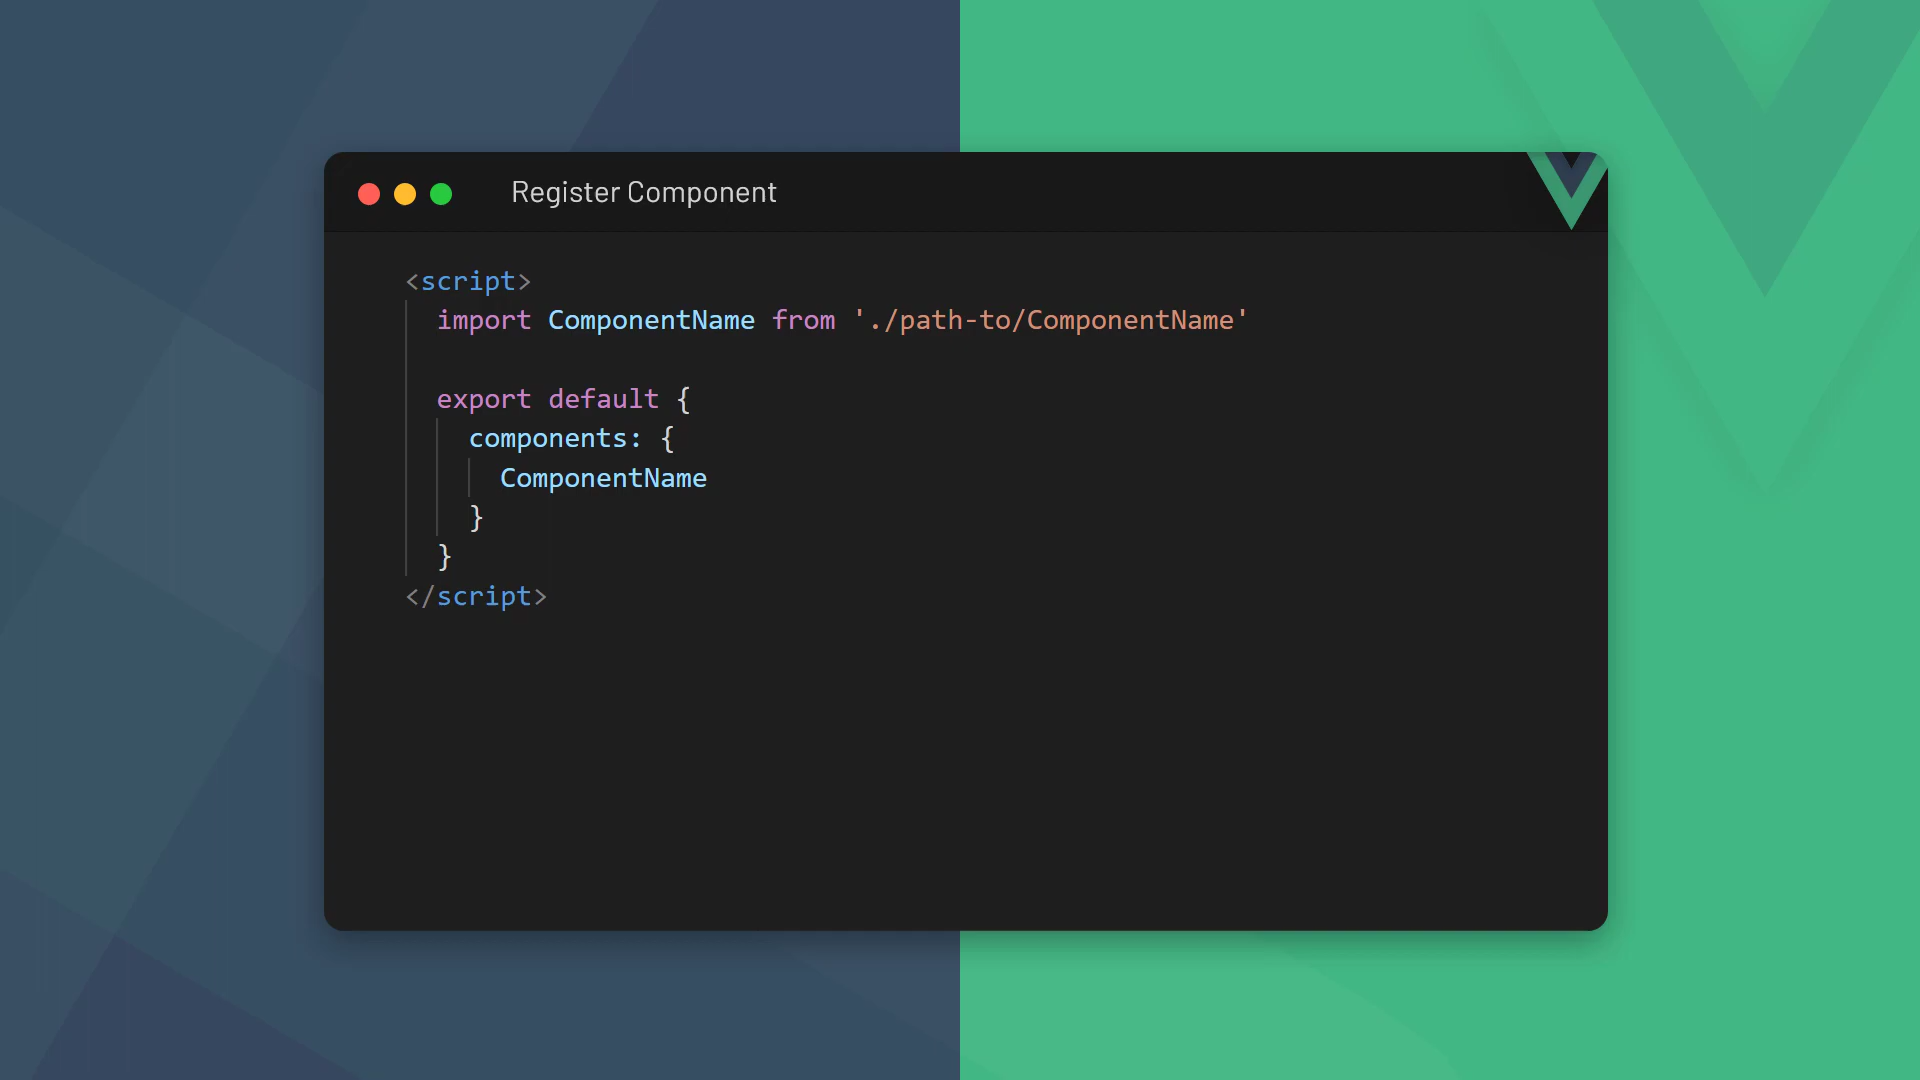 Register Component
<script>
import ComponentName from './path-to/ComponentName'
export default {
components: {
ComponentName
}
}
</script>